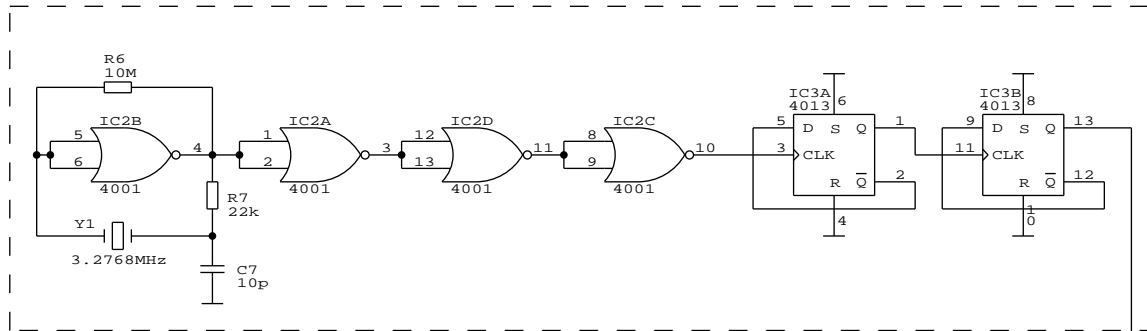 R6
10M
IC2B
5
6
4
4001
IC2A
1
2
3
4001
IC2D
12
13
11
4001
IC2C
8
9
10
4001
R7
22k
Y1
3.2768MHz
C7
10p
IC3A
4013
6
5
D S Q
1
3
CLK
R Q
2
4
IC3B
4013
8
9
D S Q
13
11
CLK
R Q
12
10